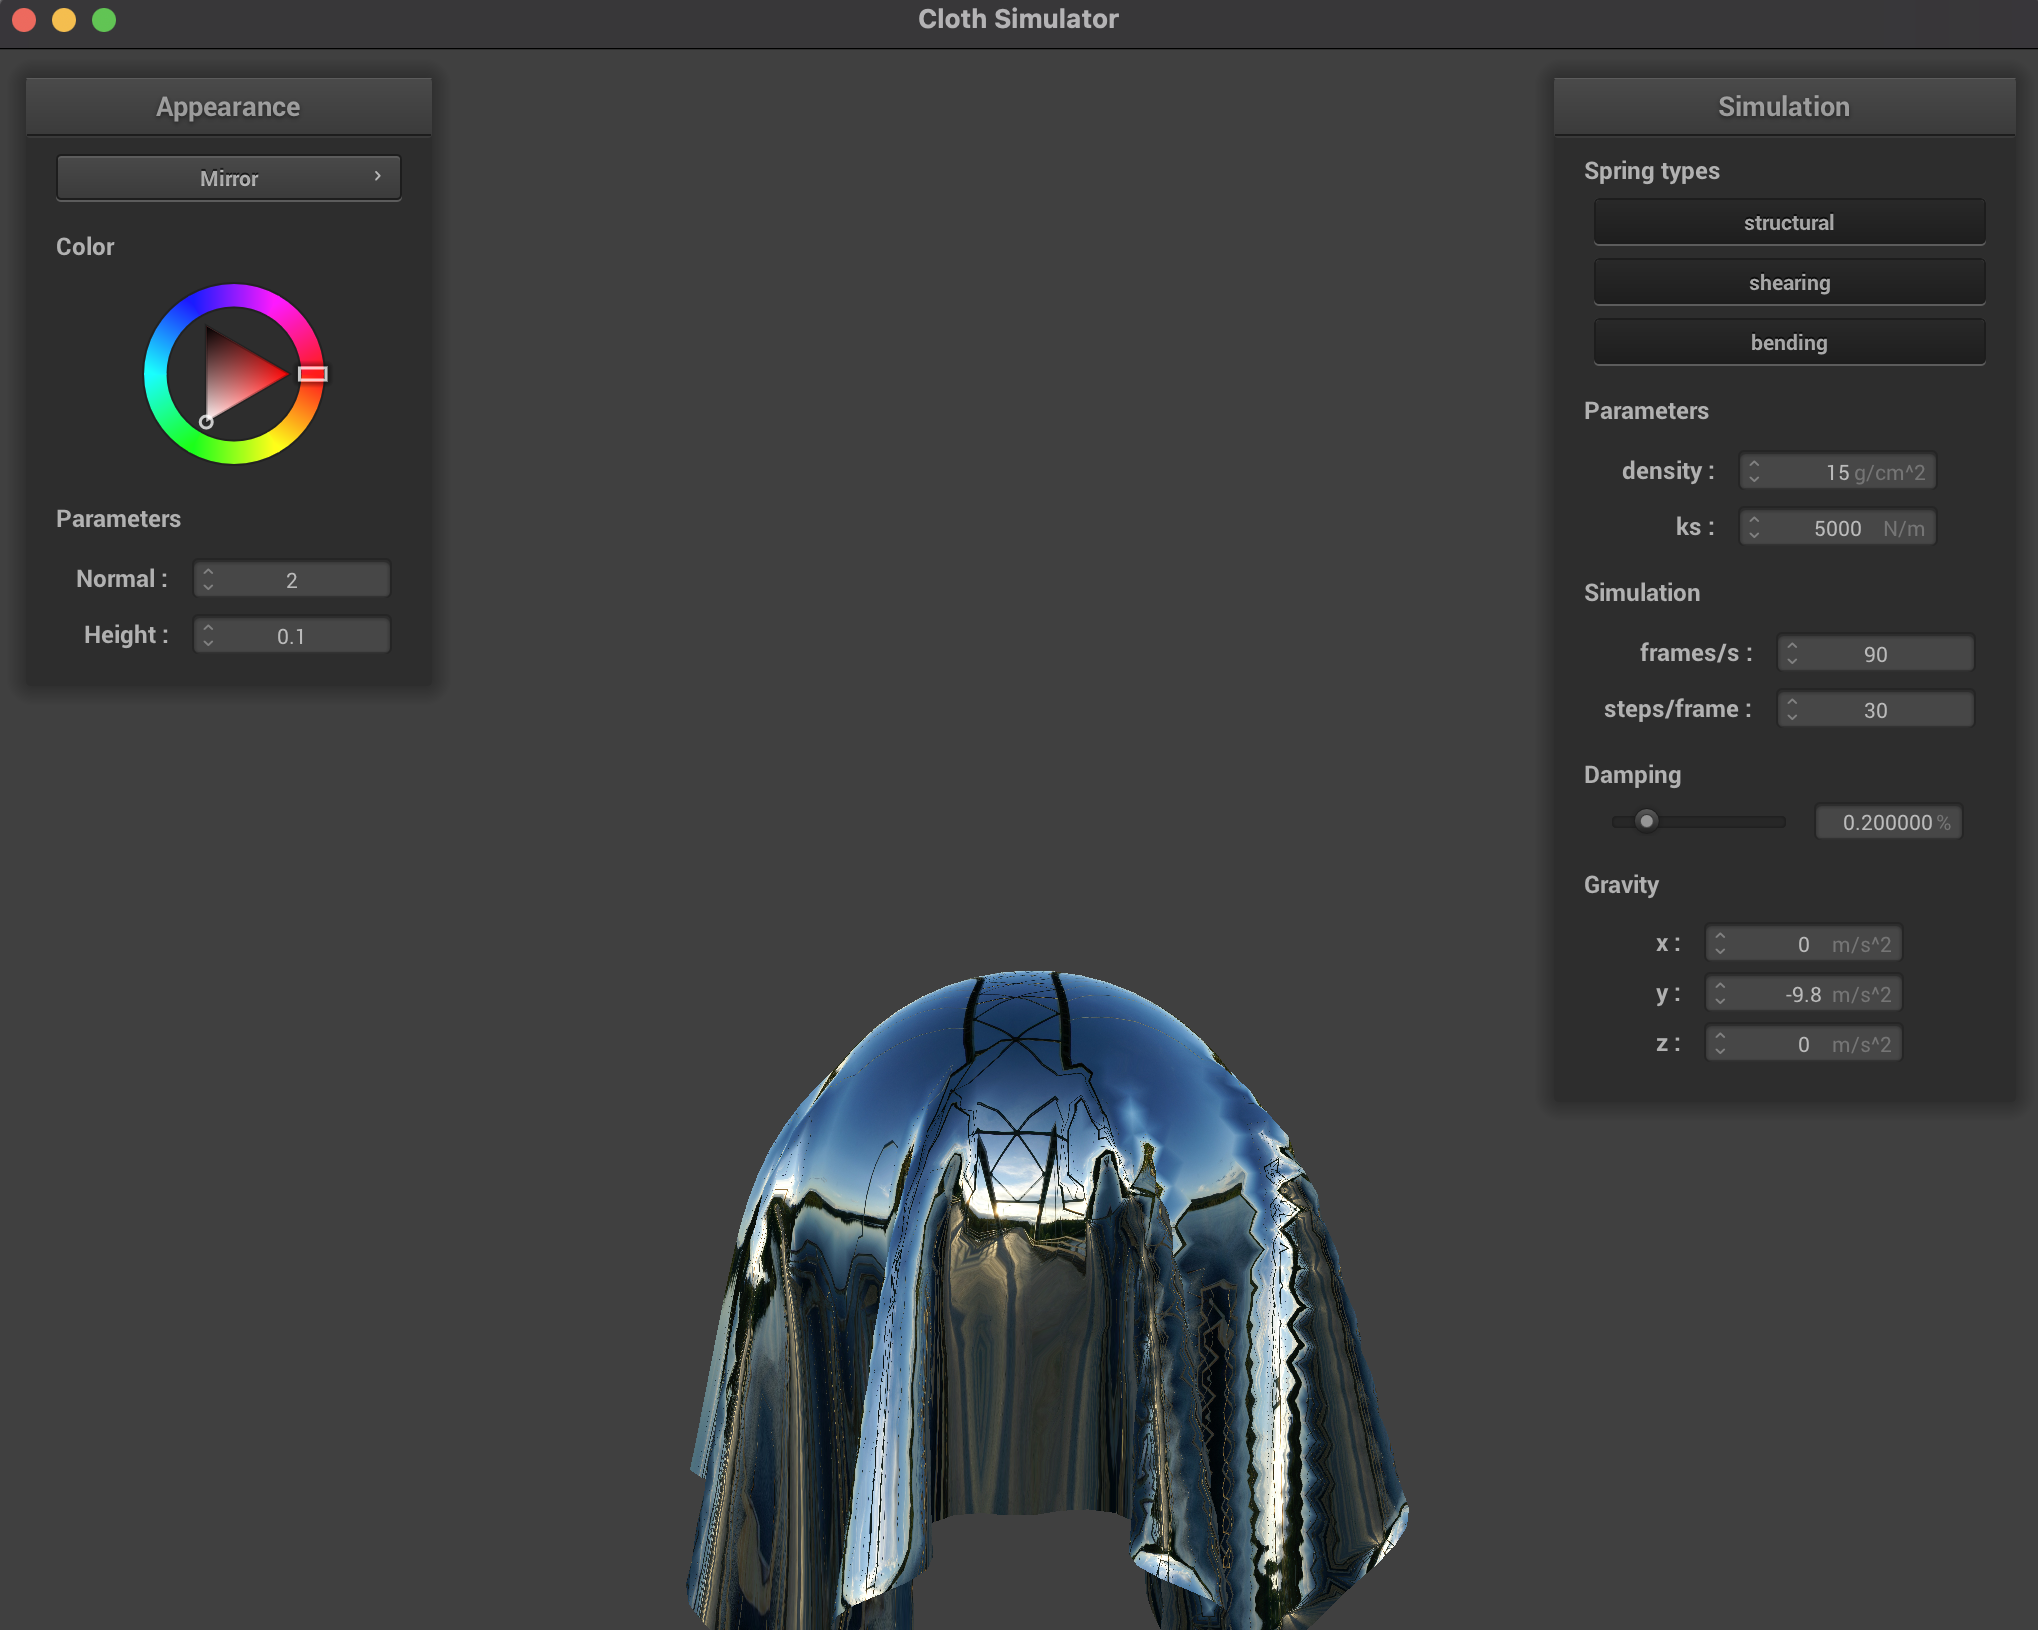 Cloth Simulator
Appearance
Mirror
Color
Parameters
Normal : 2
Height : 0.1
Simulation
Spring types
structural
shearing
bending
Parameters
density : 15 g/cm^2
ks : 5000 N/m
Simulation
frames/s : 90
steps/frame : 30
Damping
0.200000 %
Gravity
x : 0 m/s^2
y : -9.8 m/s^2
z : 0 m/s^2